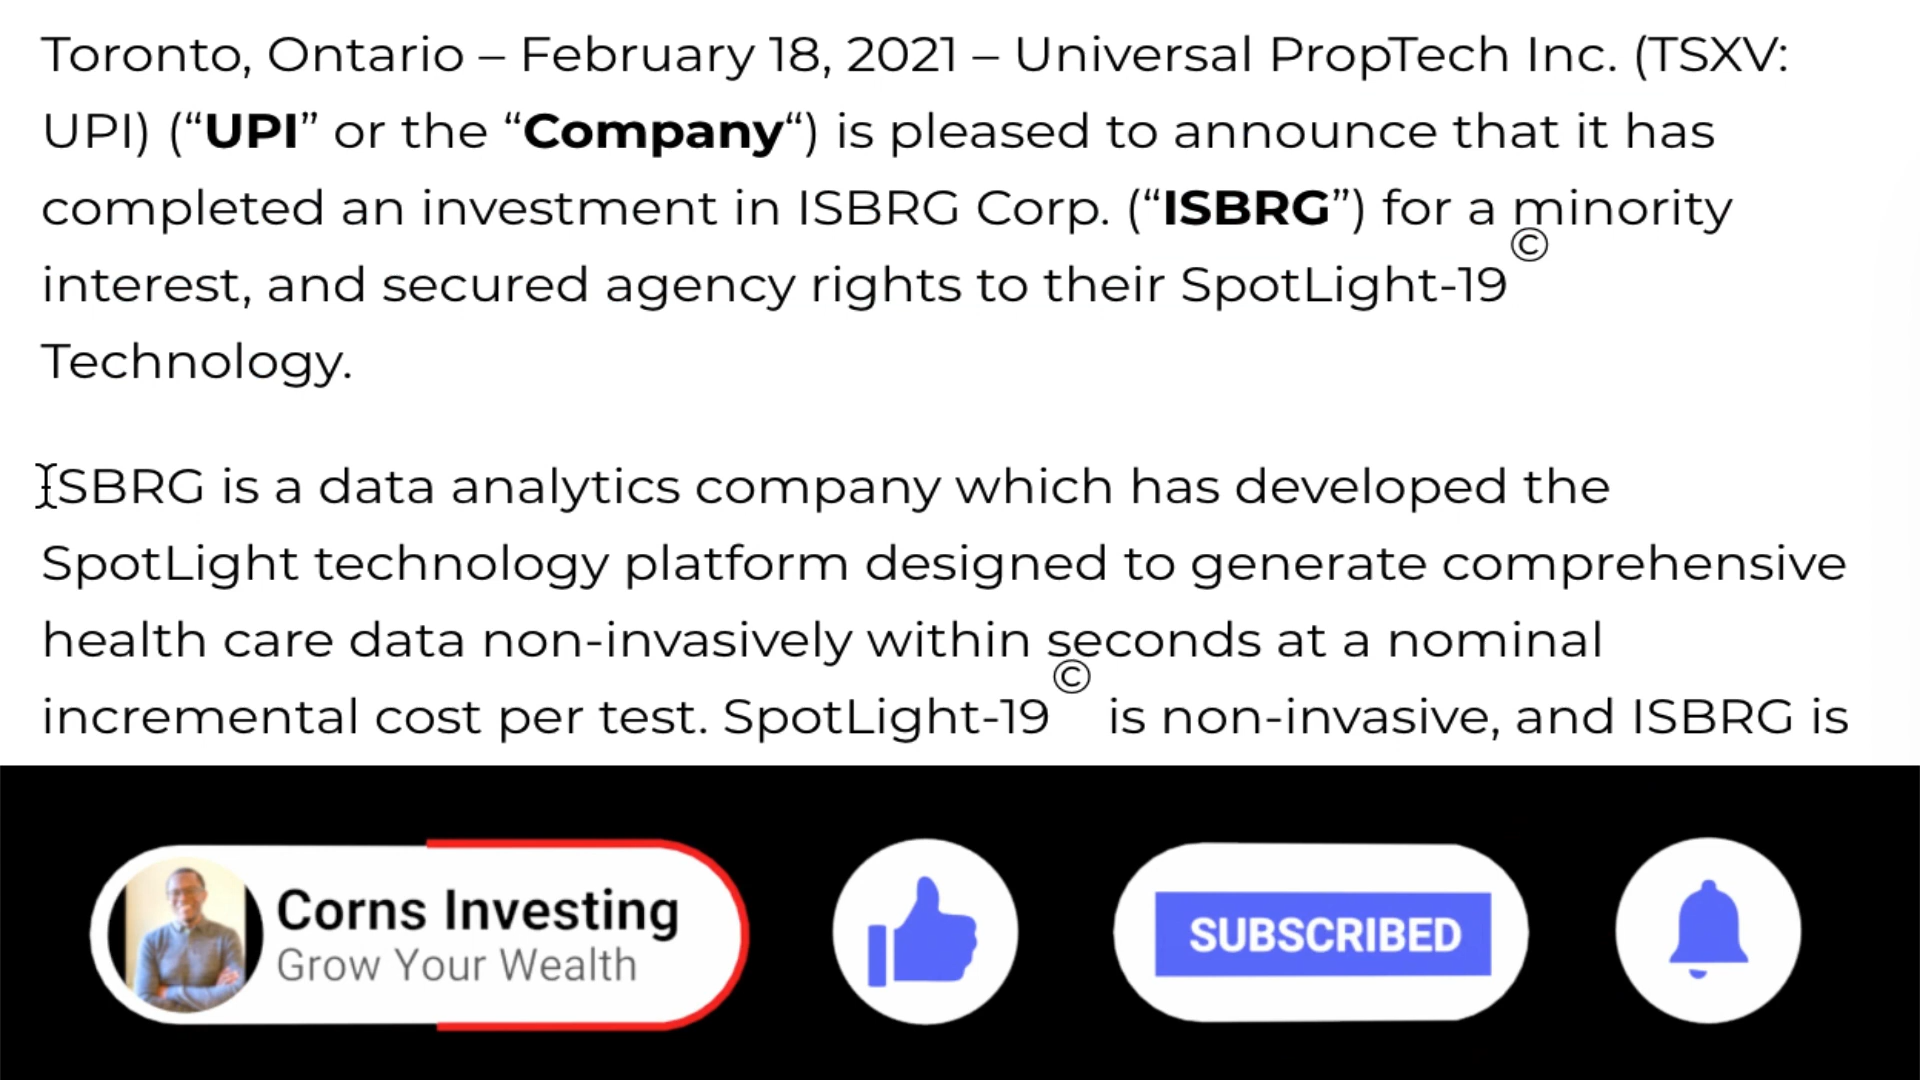 Toronto, Ontario – February 18, 2021 – Universal PropTech Inc. (TSXV:
UPI) (“UPI” or the “Company“) is pleased to announce that it has
completed an investment in ISBRG Corp. (“ISBRG”) for a minority
interest, and secured agency rights to their SpotLight-19©
Technology.
ISBRG is a data analytics company which has developed the
SpotLight technology platform designed to generate comprehensive
health care data non-invasively within seconds at a nominal
incremental cost per test. SpotLight-19© is non-invasive, and ISBRG is
Corns Investing
Grow Your Wealth
SUBSCRIBED